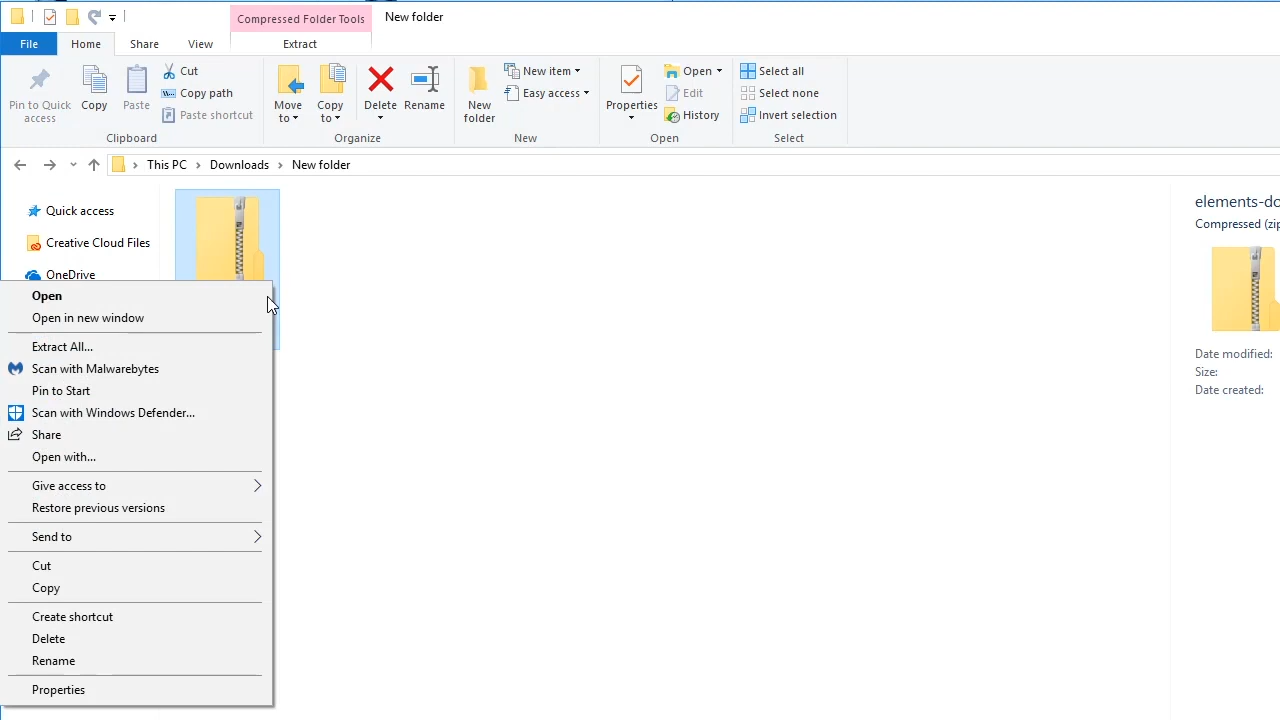 Compressed Folder Tools
New folder
File
Home
Share
View
Extract
Pin to Quick access
Copy
Paste
Cut
Copy path
Paste shortcut
Clipboard
Move to
Copy to
Delete
Rename
Organize
New folder
New item
Easy access
New
Properties
Open
Edit
History
Open
Select all
Select none
Invert selection
Select
This PC
Downloads
New folder
Quick access
Creative Cloud Files
OneDrive
Open
Open in new window
Extract All...
Scan with Malwarebytes
Pin to Start
Scan with Windows Defender...
Share
Open with...
Give access to
Restore previous versions
Send to
Cut
Copy
Create shortcut
Delete
Rename
Properties
elements-do
Compressed (zip
Date modified:
Size:
Date created: